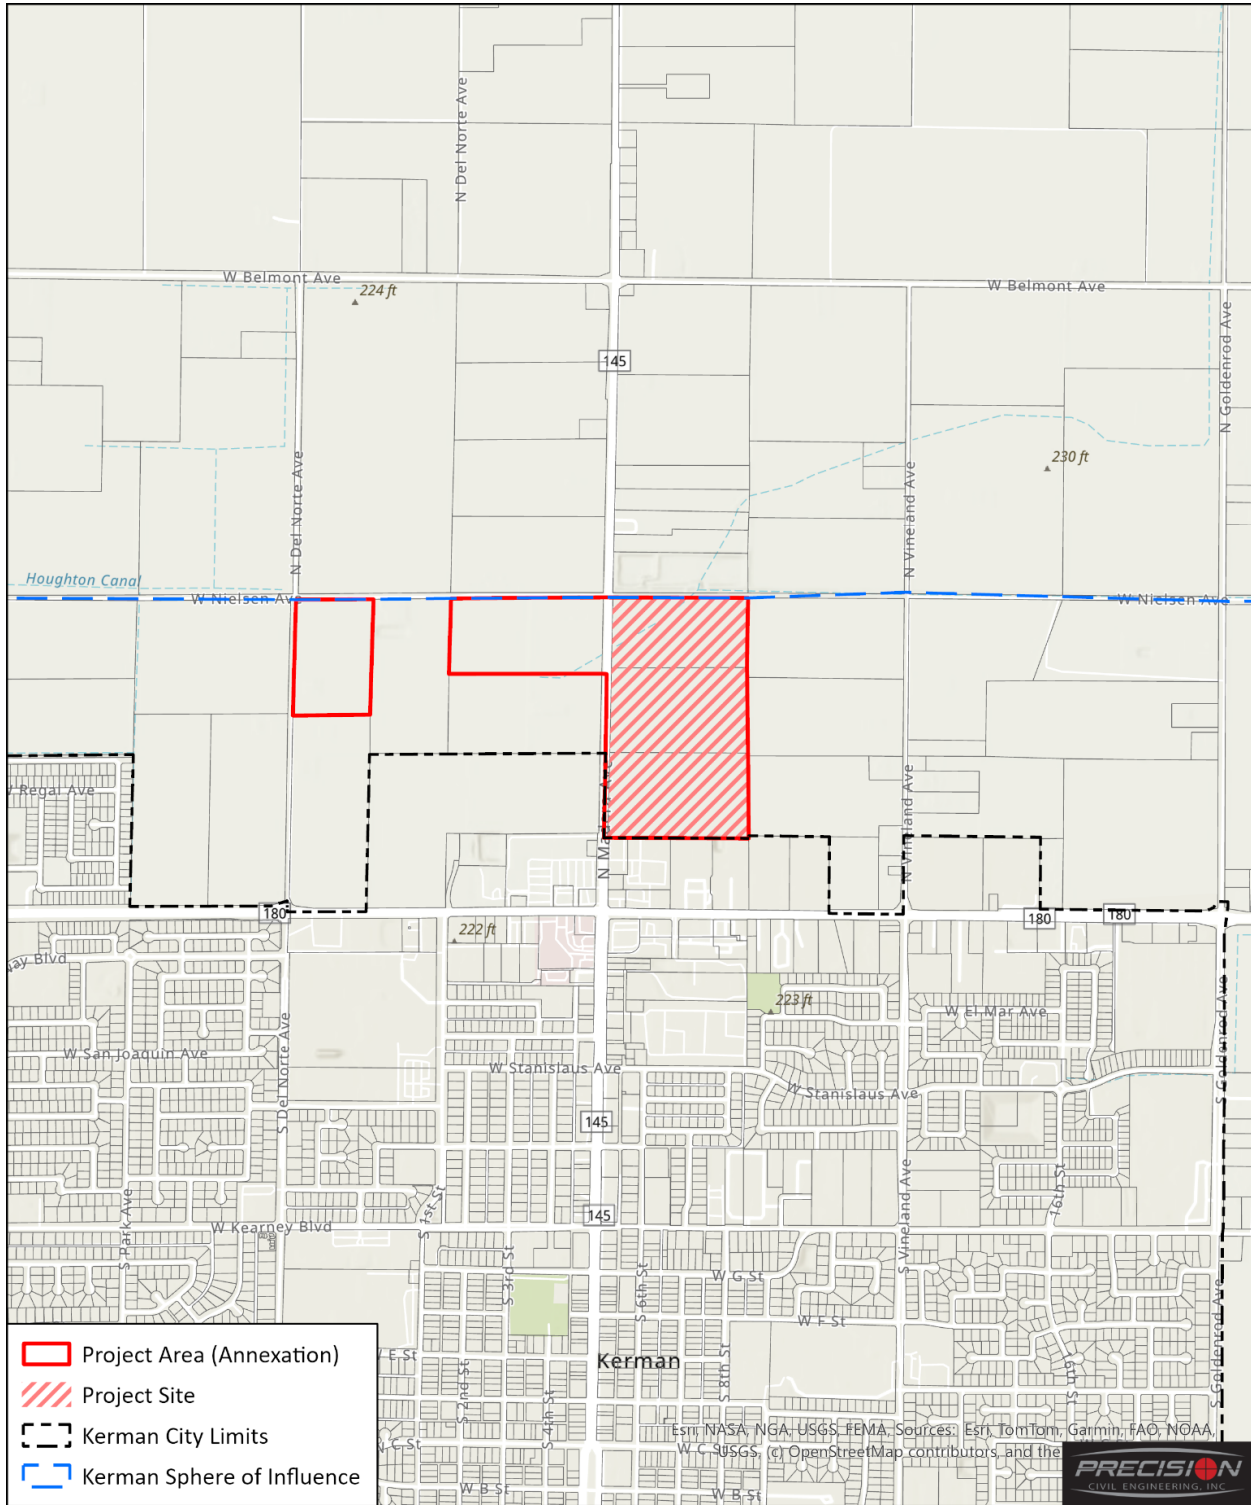 N Del Norte Ave
W Belmont Ave
W Belmont Ave
224 ft
N Goldenrod Ave
145
230 ft
N Del Norte Ave
N Vineland Ave
Houghton Canal
W Nielsen Ave
W Nielsen Ave
N Madera Ave
N Vineland Ave
W Regal Ave
180
180
180
222 ft
223 ft
S Goldenrod Ave
W El Mar Ave
S Del Norte Ave
W San Joaquin Ave
W Stanislaus Ave
W Stanislaus Ave
145
S Park Ave
S 1st St
S Vineland Ave
16th St
145
W Kearney Blvd
S 3rd St
S 6th St
W G St
W F St
S Goldenrod Ave
Kerman
S 8th St
16th St
W E St
S 2nd St
S 4th St
W B St
W B St
Project Area (Annexation)
Project Site
Kerman City Limits
Kerman Sphere of Influence
Esri, NASA, NGA, USGS, FEMA, Sources: Esri, TomTom, Garmin, FAO, NOAA,
USGS, (c) OpenStreetMap contributors, and the
PRECISION
CIVIL ENGINEERING, INC